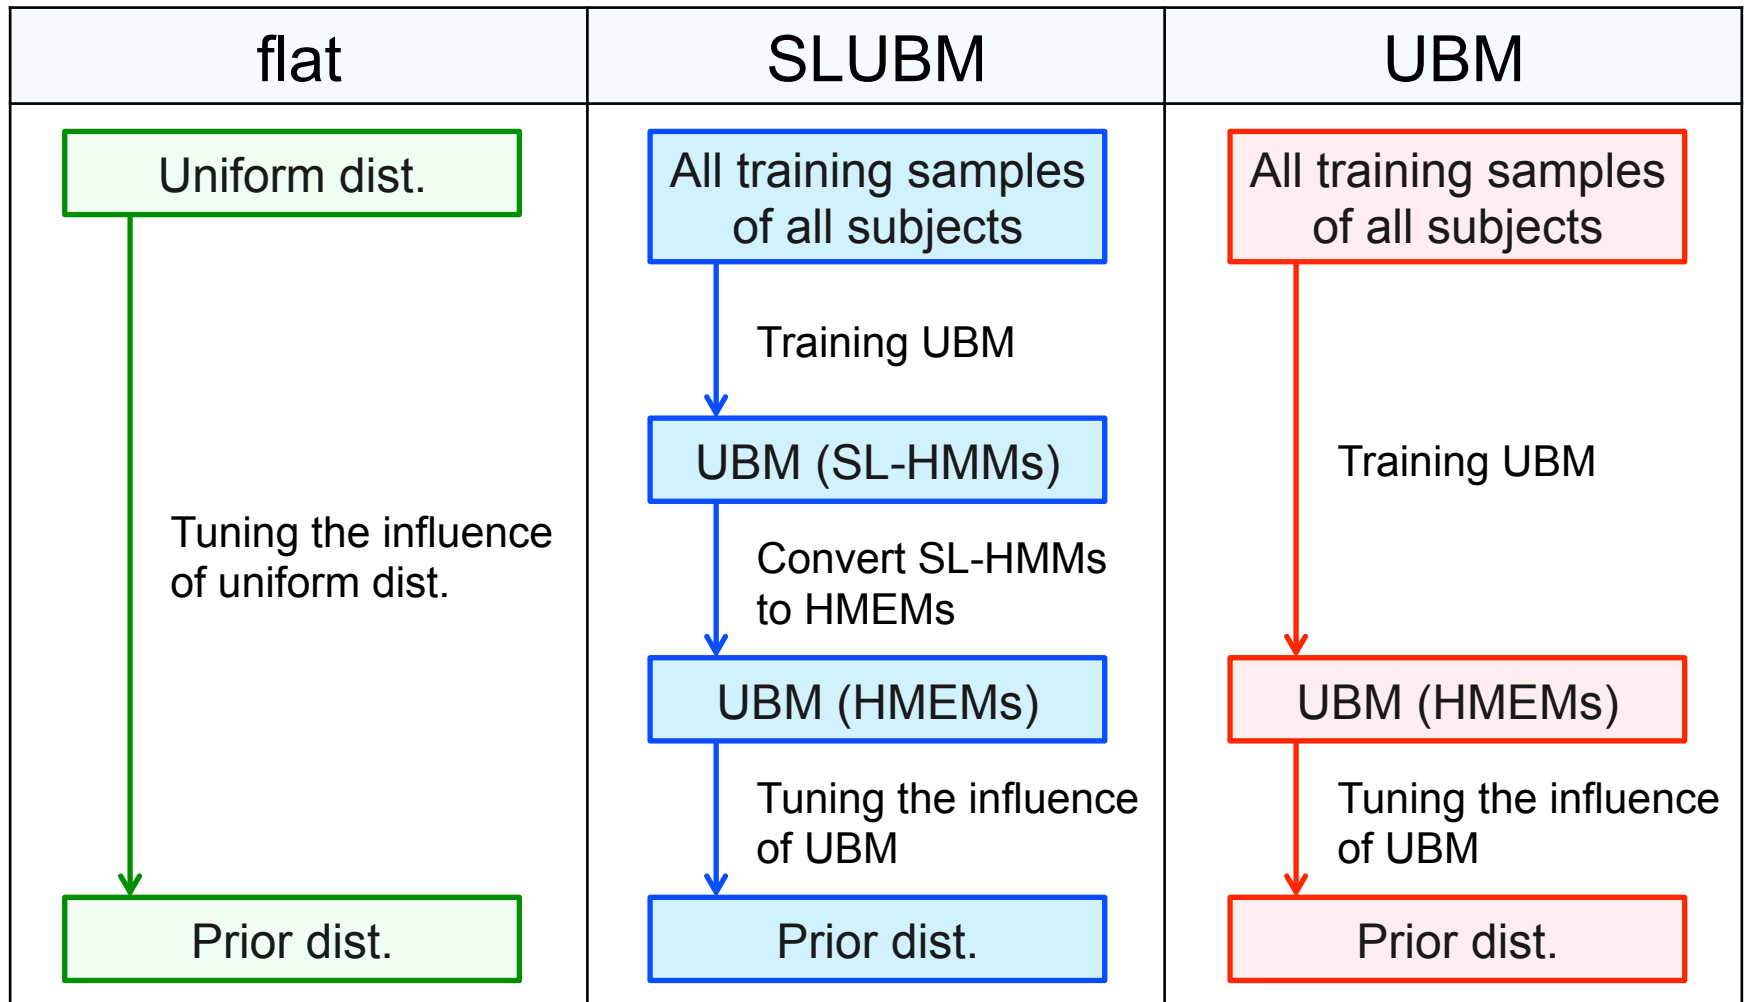 flat
SLUBM
UBM
Uniform dist.
Tuning the influence
of uniform dist.
Prior dist.
All training samples
of all subjects
Training UBM
UBM (SL-HMMs)
Convert SL-HMMs
to HMEMs
UBM (HMEMs)
Tuning the influence
of UBM
Prior dist.
All training samples
of all subjects
Training UBM
UBM (HMEMs)
Tuning the influence
of UBM
Prior dist.